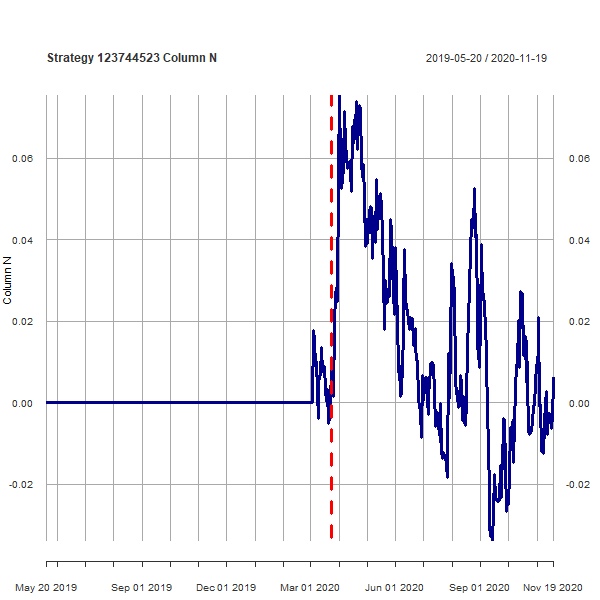 Strategy 123744523 Column N
2019-05-20 / 2020-11-19
0.06
0.06
0.04
0.04
Column N
0.02
0.02
0.00
0.00
-0.02
-0.02
May 20 2019
Sep 01 2019
Dec 01 2019
Mar 01 2020
Jun 01 2020
Sep 01 2020
Nov 19 2020